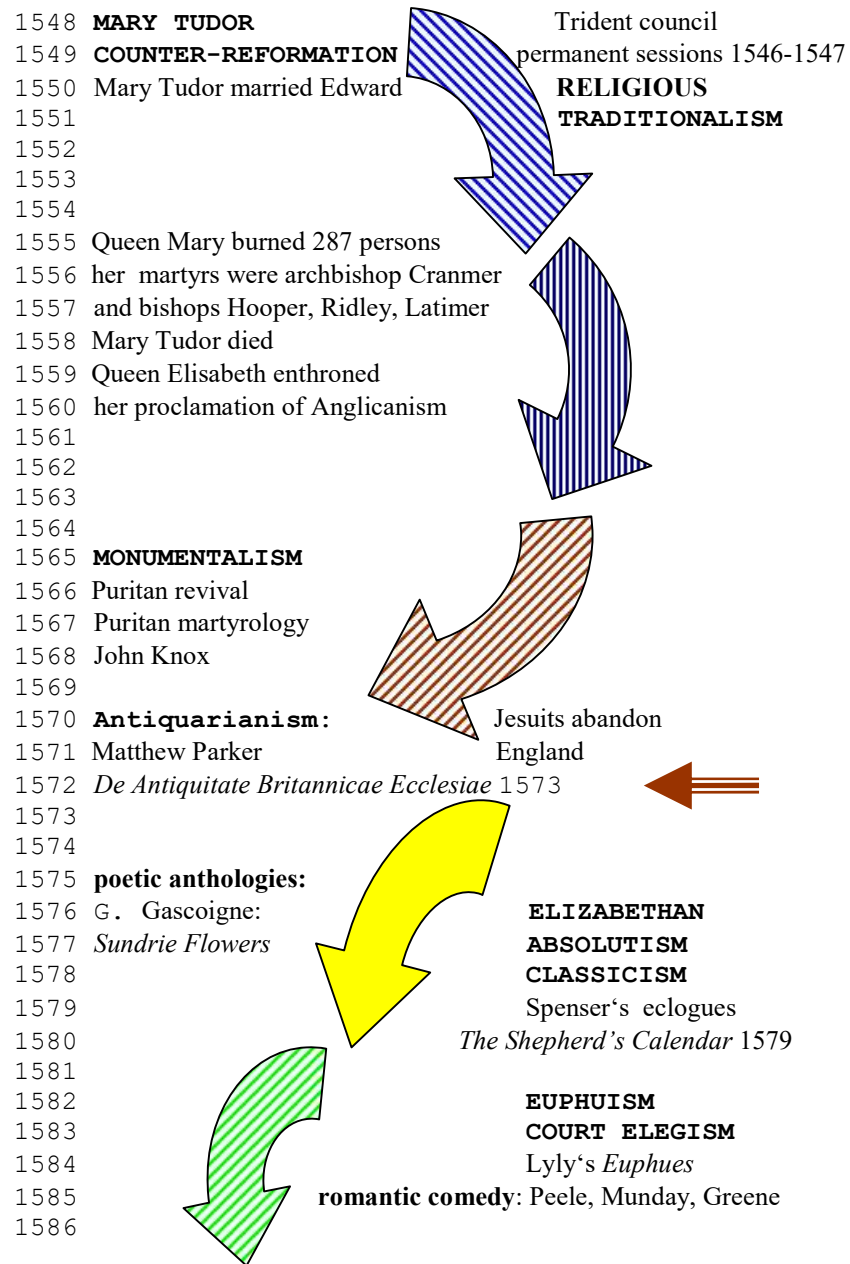 1548 MARY TUDOR Trident council
1549 COUNTER-REFORMATION permanent sessions 1546-1547
1550 Mary Tudor married Edward RELIGIOUS
1551 TRADITIONALISM
1552
1553
1554
1555 Queen Mary burned 287 persons
1556 her martyrs were archbishop Cranmer
1557 and bishops Hooper, Ridley, Latimer
1558 Mary Tudor died
1559 Queen Elisabeth enthroned
1560 her proclamation of Anglicanism
1561
1562
1563
1564
1565 MONUMENTALISM
1566 Puritan revival
1567 Puritan martyrology
1568 John Knox
1569
1570 Antiquarianism: Jesuits abandon
1571 Matthew Parker England
1572 De Antiquitate Britannicae Ecclesiae 1573
1573
1574
1575 poetic anthologies:
1576 G. Gascoigne: ELIZABETHAN
1577 Sundrie Flowers ABSOLUTISM
1578 CLASSICISM
1579 Spenser‘s eclogues
1580 The Shepherd’s Calendar 1579
1581
1582 EUPHUISM
1583 COURT ELEGISM
1584 Lyly‘s Euphues
1585 romantic comedy: Peele, Munday, Greene
1586